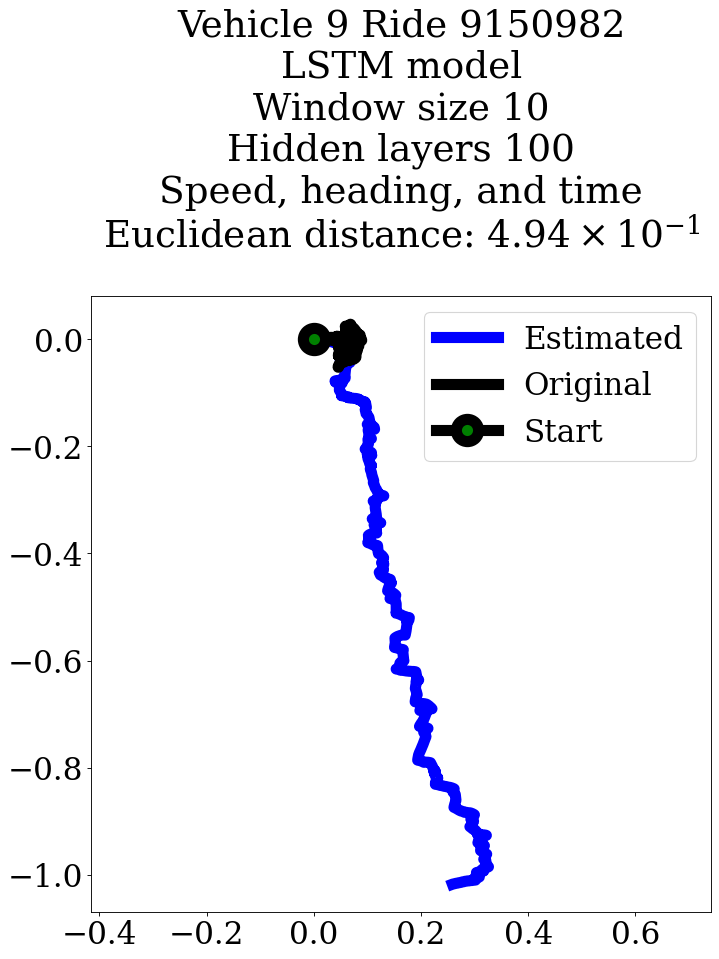 Vehicle 9 Ride 9150982
LSTM model
Window size 10
Hidden layers 100
Speed, heading, and time
Euclidean distance: 4.94 × 10⁻¹
Estimated
Original
Start
0.0
−0.2
−0.4
−0.6
−0.8
−1.0
−0.4 −0.2 0.0 0.2 0.4 0.6